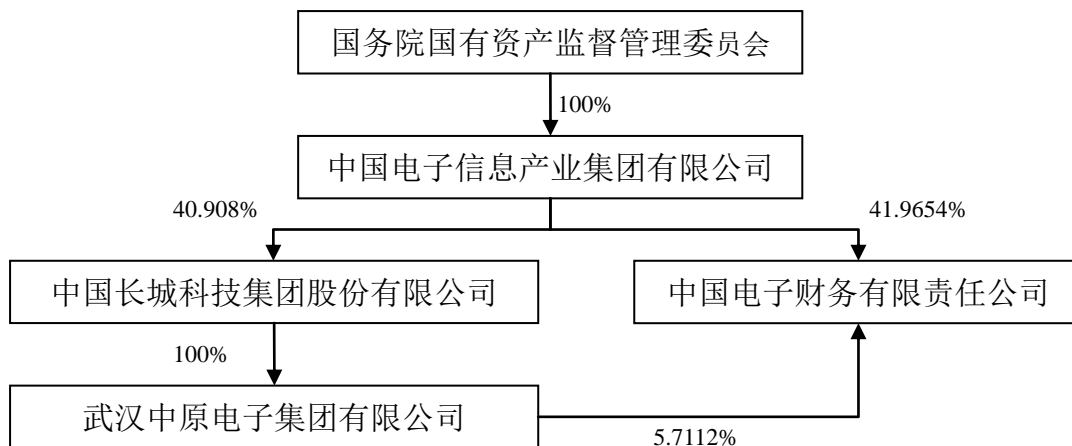 国务院国有资产监督管理委员会
100%
中国电子信息产业集团有限公司
40.908%
41.9654%
中国长城科技集团股份有限公司
中国电子财务有限责任公司
100%
武汉中原电子集团有限公司
5.7112%